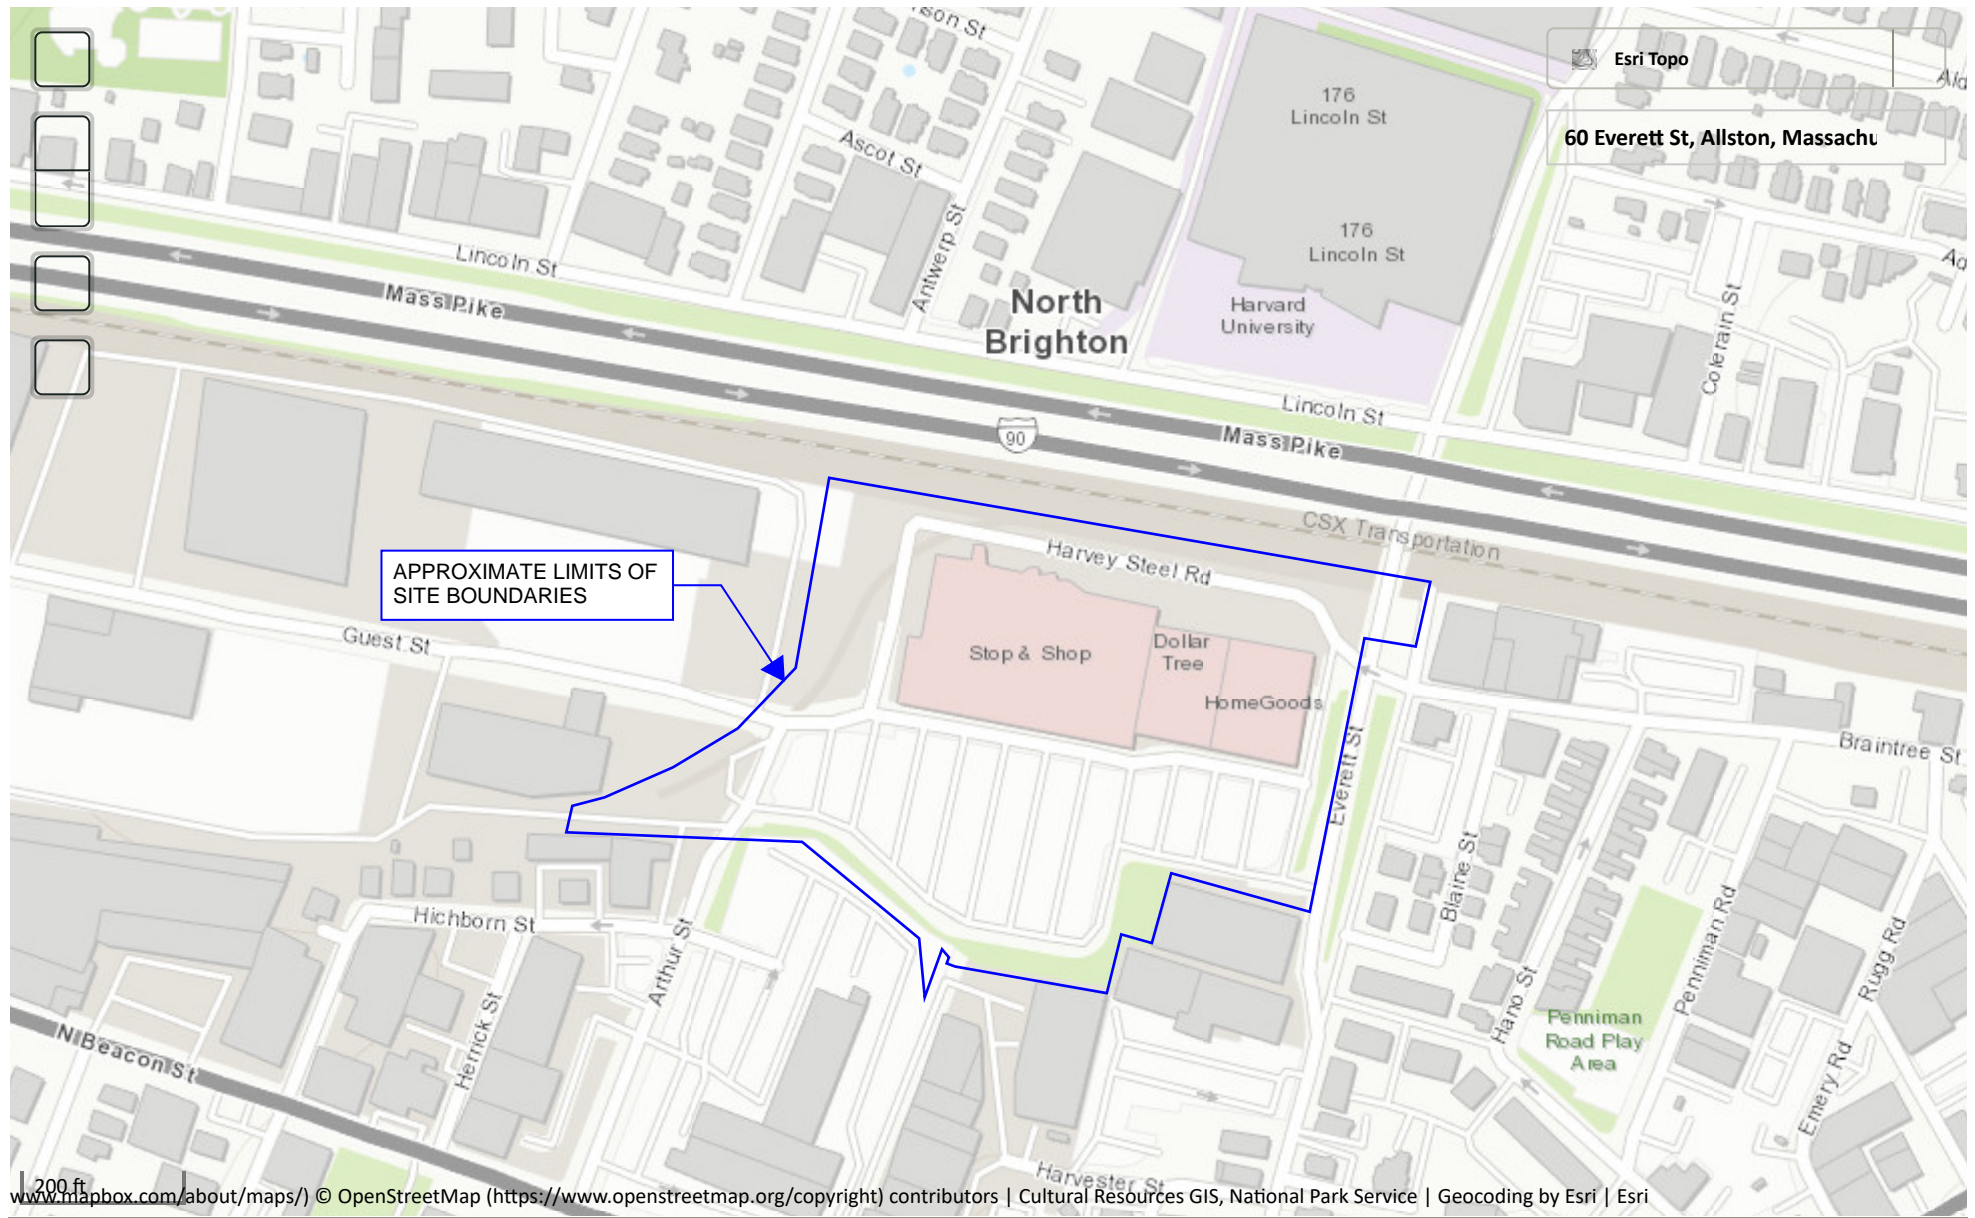 nson St
Esri Topo
Ald
176
Lincoln St
60 Everett St, Allston, Massachu
Ascot St
Antwerp St
176
Lincoln St
Lincoln St
Ad
Mass Pike
North
Brighton
Harvard
University
Colerain St
Lincoln St
90
Mass Pike
CSX Transportation
Harvey Steel Rd
APPROXIMATE LIMITS OF
SITE BOUNDARIES
Guest St
Stop & Shop
Dollar
Tree
HomeGoods
Everett St
Braintree St
Blaine St
Hichborn St
Arthur St
Penniman Rd
Rugg Rd
Hano St
Herrick St
N Beacon St
Penniman
Road Play
Area
Emery Rd
Harvester St
200 ft
www.mapbox.com/about/maps/) © OpenStreetMap (https://www.openstreetmap.org/copyright) contributors | Cultural Resources GIS, National Park Service | Geocoding by Esri | Esri